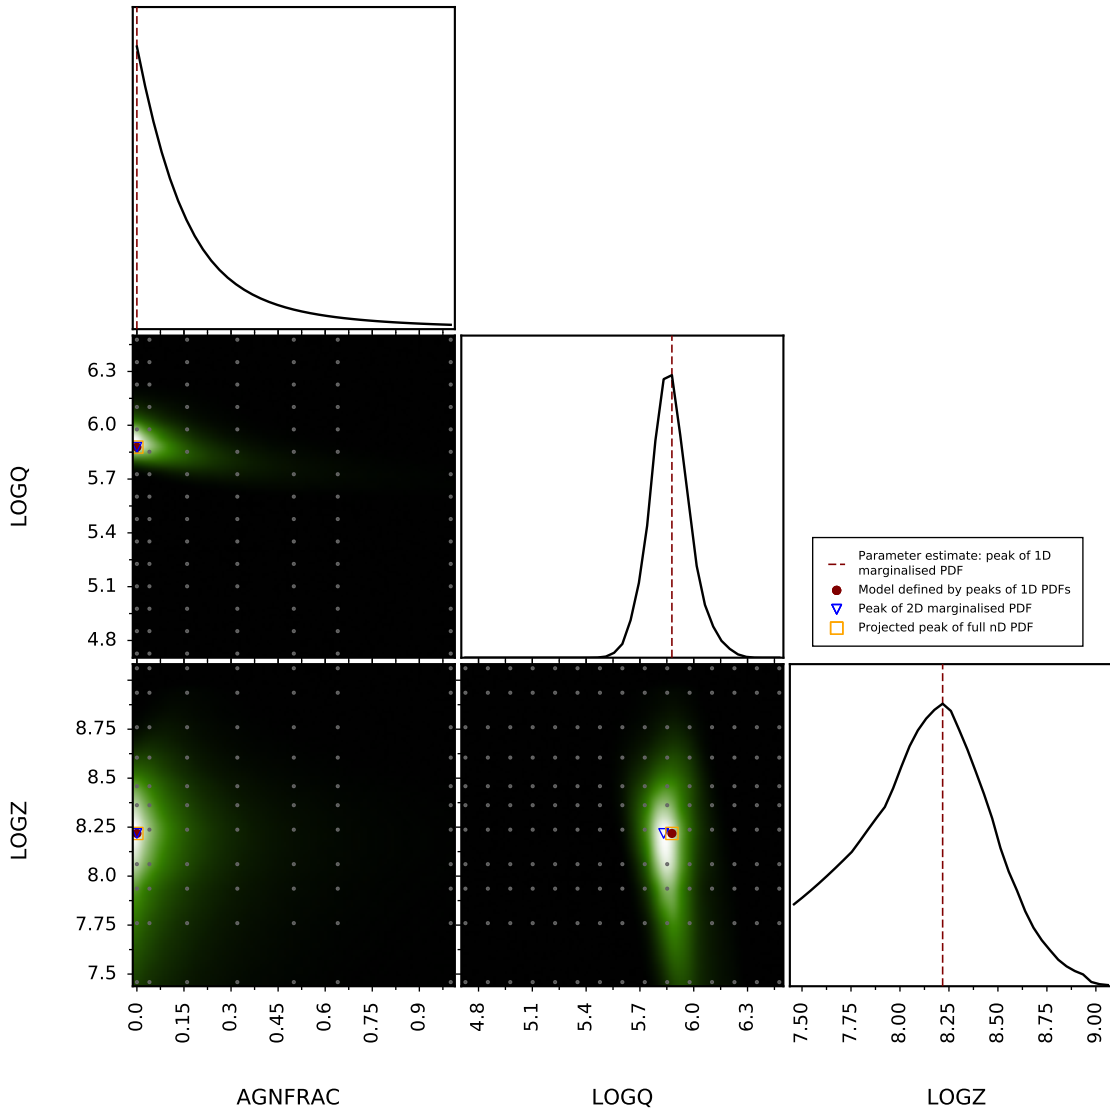 6.3
6.0
5.7
5.4
5.1
4.8
LOGQ
Parameter estimate: peak of 1D
marginalised PDF
Model defined by peaks of 1D PDFs
Peak of 2D marginalised PDF
Projected peak of full nD PDF
8.75
8.5
8.25
8.0
7.75
7.5
LOGZ
0.0 0.15 0.3 0.45 0.6 0.75 0.9
4.8 5.1 5.4 5.7 6.0 6.3
7.50 7.75 8.00 8.25 8.50 8.75 9.00
AGNFRAC LOGQ LOGZ